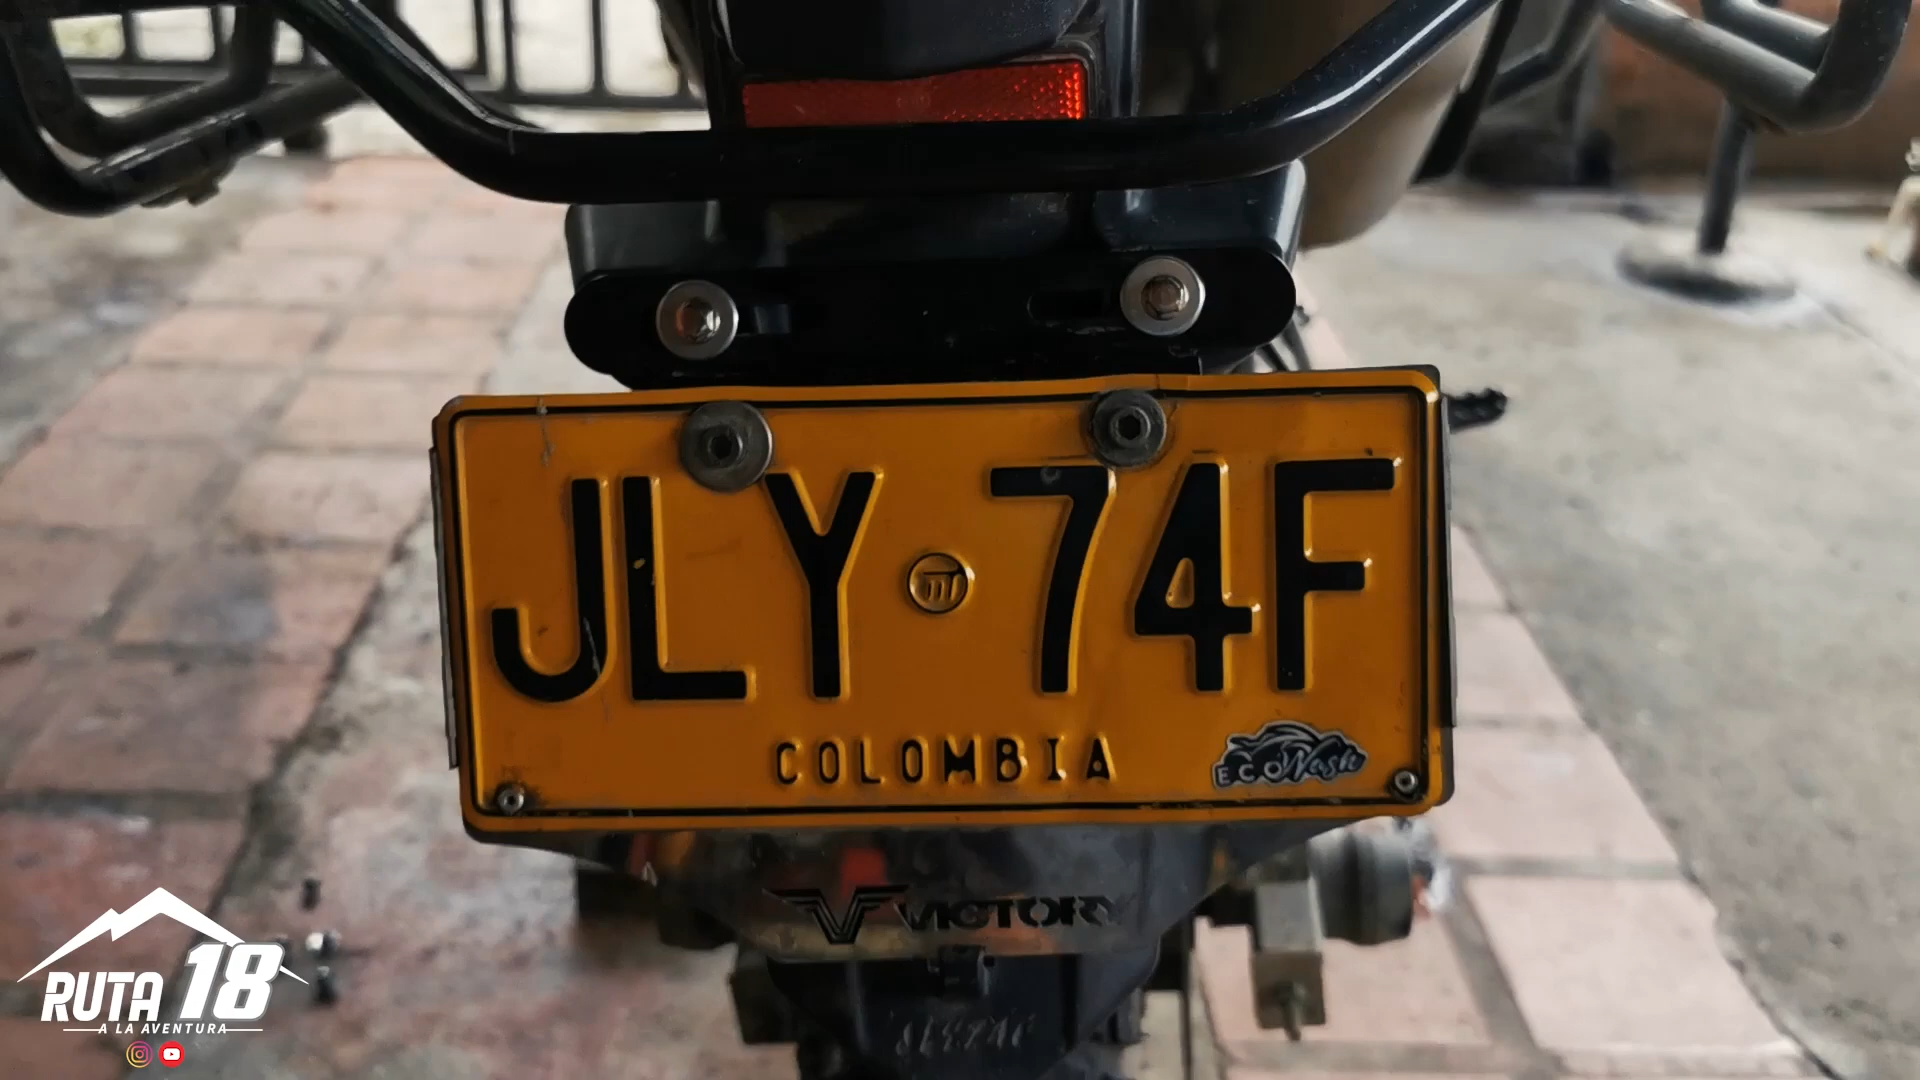 JLY 74F
COLOMBIA
ECO Wash
VICTORY
RUTA 18
A LA AVENTURA